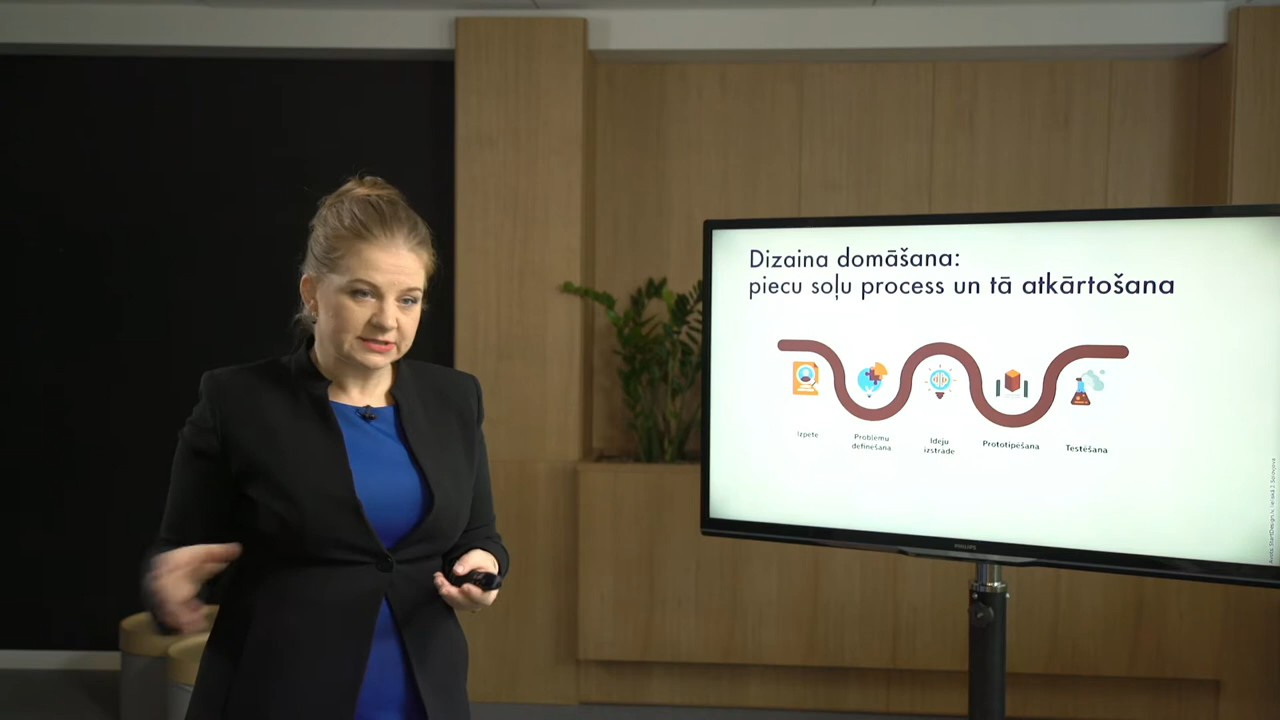 Dizaina domāšana:
piecu soļu process un tā atkārtošana
Izpēte
Problēmu
definēšana
Ideju
izstrāde
Prototipēšana
Testēšana
PHILIPS